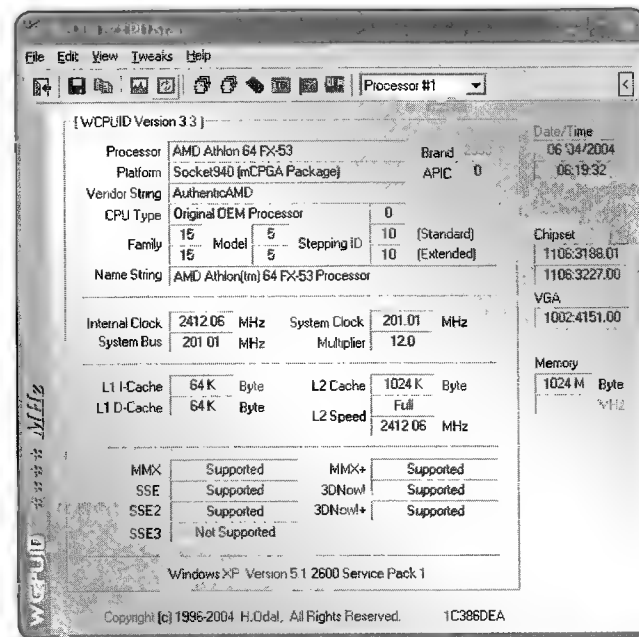 File Edit View Tweaks Help
Processor #1
[ WCPUID Version 3.3 ]
Processor AMD Athlon 64 FX-53 Brand
Platform Socket940 (mCPGA Package) APIC 0
Vendor String AuthenticAMD
CPU Type Original OEM Processor 0
Family 15 Model 5 Stepping ID 10 (Standard)
15 5 10 (Extended)
Name String AMD Athlon(tm) 64 FX-53 Processor
Internal Clock 2412.06 MHz System Clock 201.01 MHz
System Bus 201.01 MHz Multiplier 12.0
L1 I-Cache 64 K Byte L2 Cache 1024 K Byte
L1 D-Cache 64 K Byte L2 Speed Full
2412.06 MHz
MMX Supported MMX+ Supported
SSE Supported 3DNow! Supported
SSE2 Supported 3DNow!+ Supported
SSE3 Not Supported
Windows XP Version 5.1.2600 Service Pack 1
Copyright (c) 1996-2004 H.Oda!, All Rights Reserved. 1C386DEA
Date/Time
06/04/2004
06:19:32
Chipset
1106:3188.01
1106:3227.00
VGA
1002:4151.00
Memory
1024 M Byte
MHz
WCPUID #### MHz